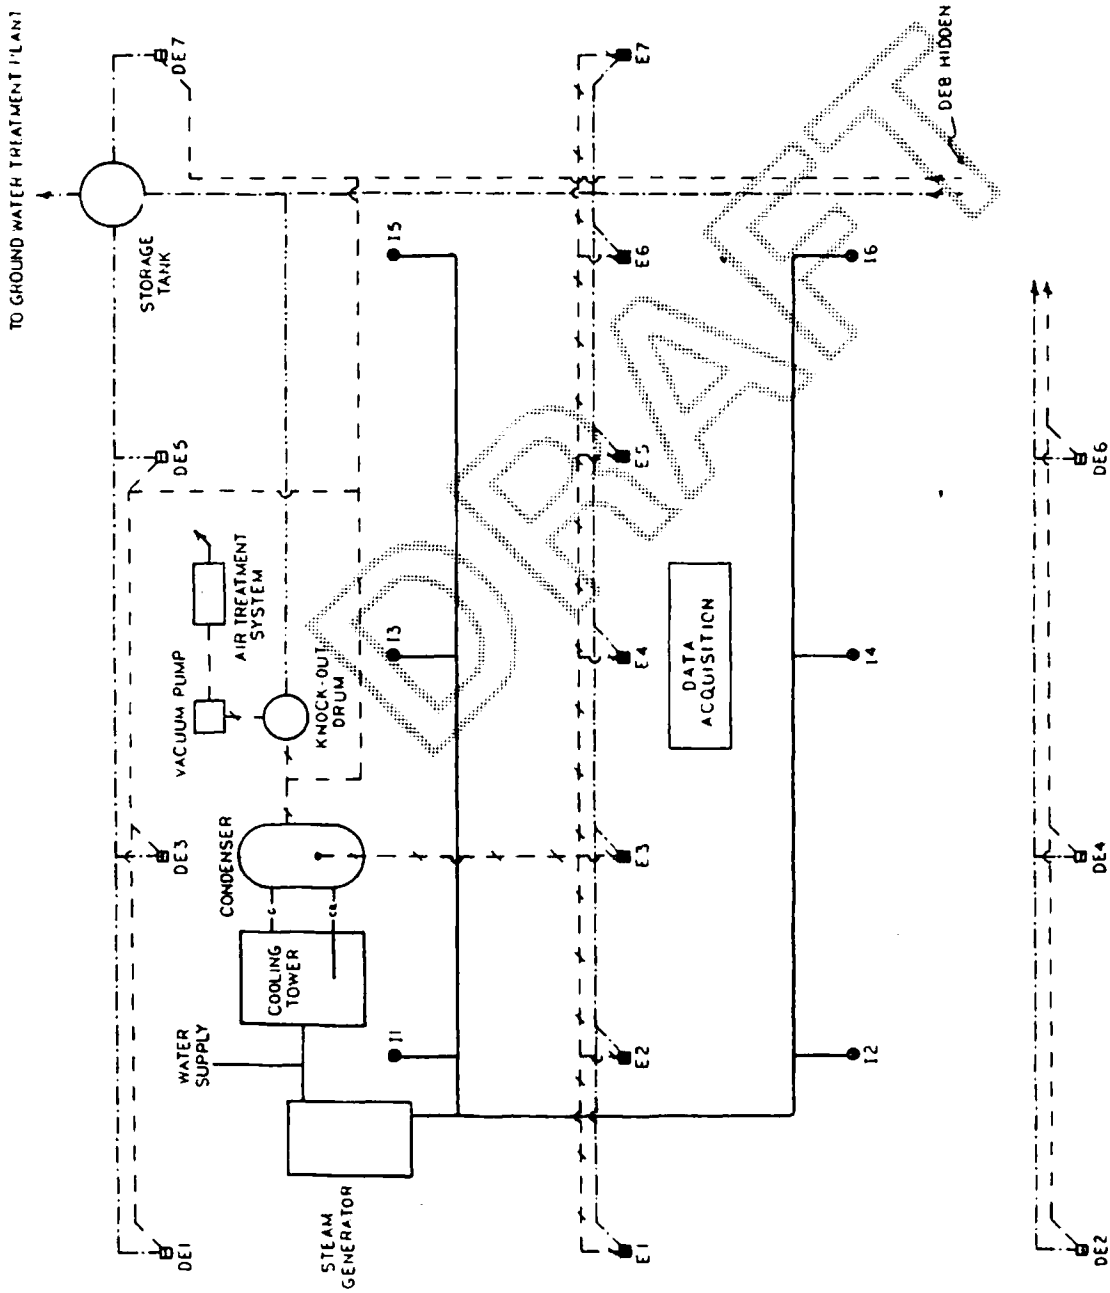 TO GROUND WATER TREATMENT PLANT
DE7
STORAGE
TANK
DE5
DE3
DE1
AIR TREATMENT
SYSTEM
VACUUM PUMP
KNOCK-OUT
DRUM
CONDENSER
COOLING
TOWER
C
CR
WATER
SUPPLY
STEAM
GENERATOR
I1
I3
I5
E1
E2
E3
E4
E5
E6
E7
DATA
ACQUISITION
I2
I4
I6
DE8 HIDDEN
DE2
DE4
DE6
DRAFT